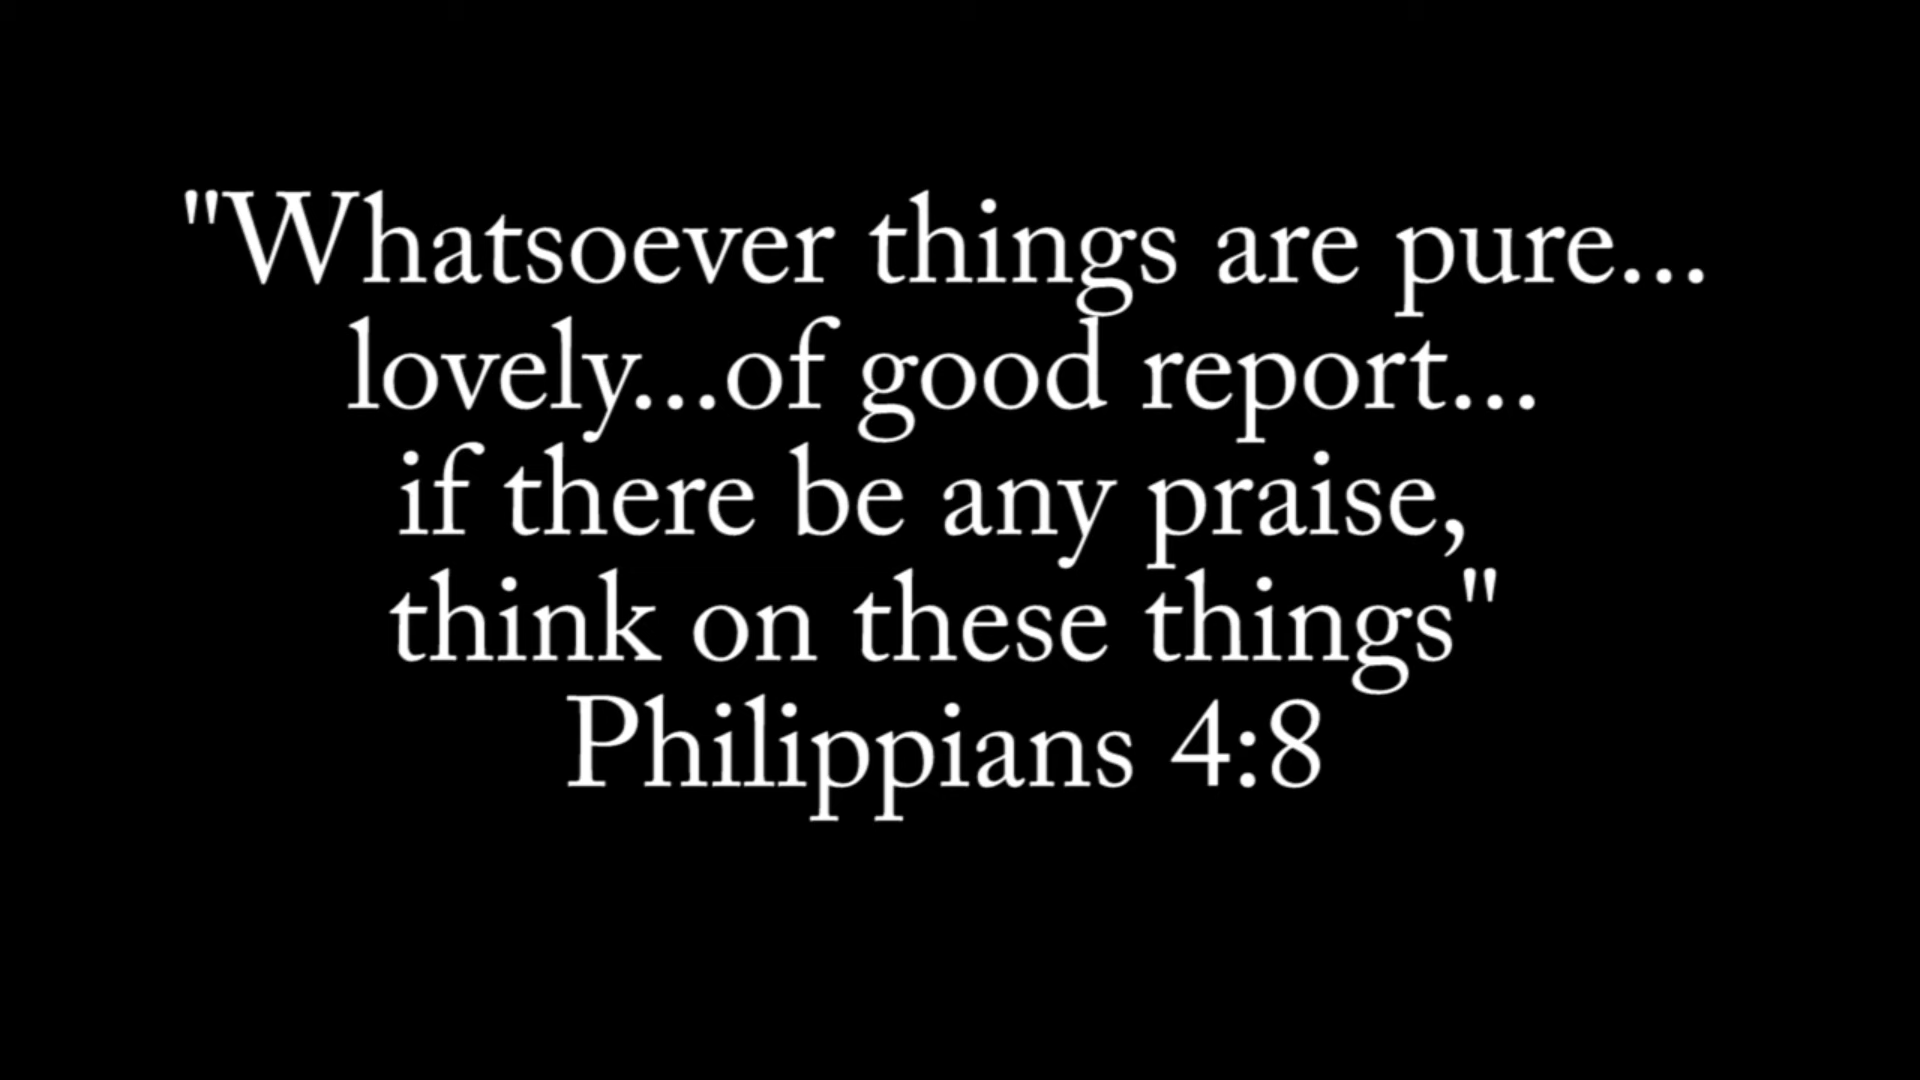 "Whatsoever things are pure...
lovely...of good report...
if there be any praise,
think on these things"
Philippians 4:8